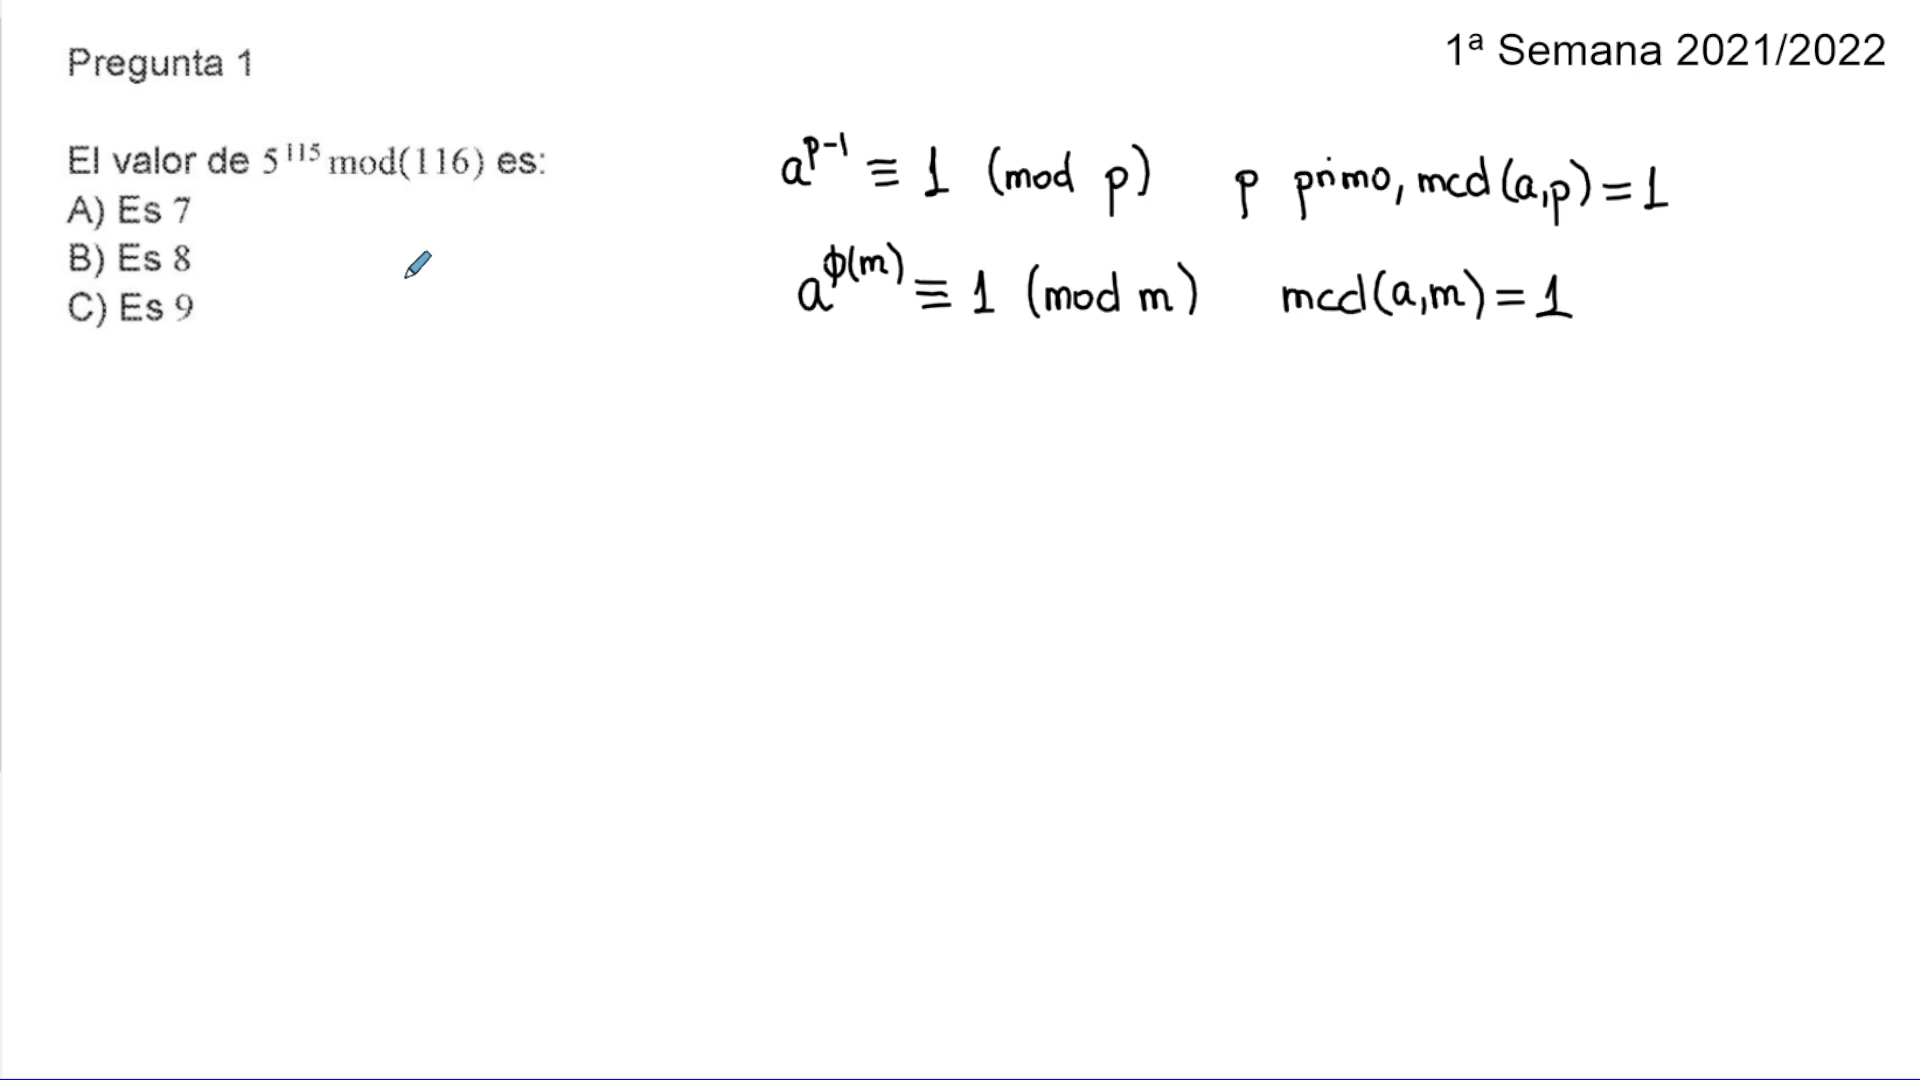 Pregunta 1
1ª Semana 2021/2022
El valor de 5^115 mod(116) es:
A) Es 7
B) Es 8
C) Es 9
a^(p-1) ≡ 1 (mod p) p primo, mcd(a,p)=1
a^ϕ(m) ≡ 1 (mod m) mcd(a,m)=1